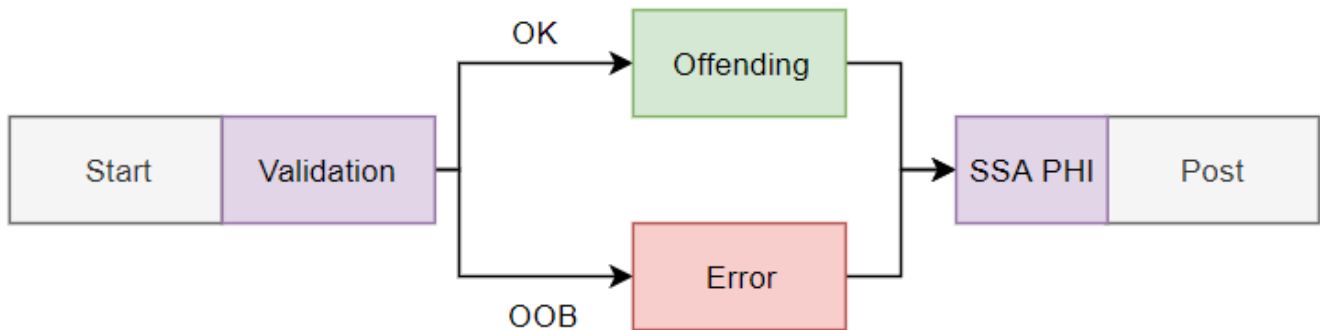 OK
Offending
Start
Validation
SSA PHI
Post
Error
OOB